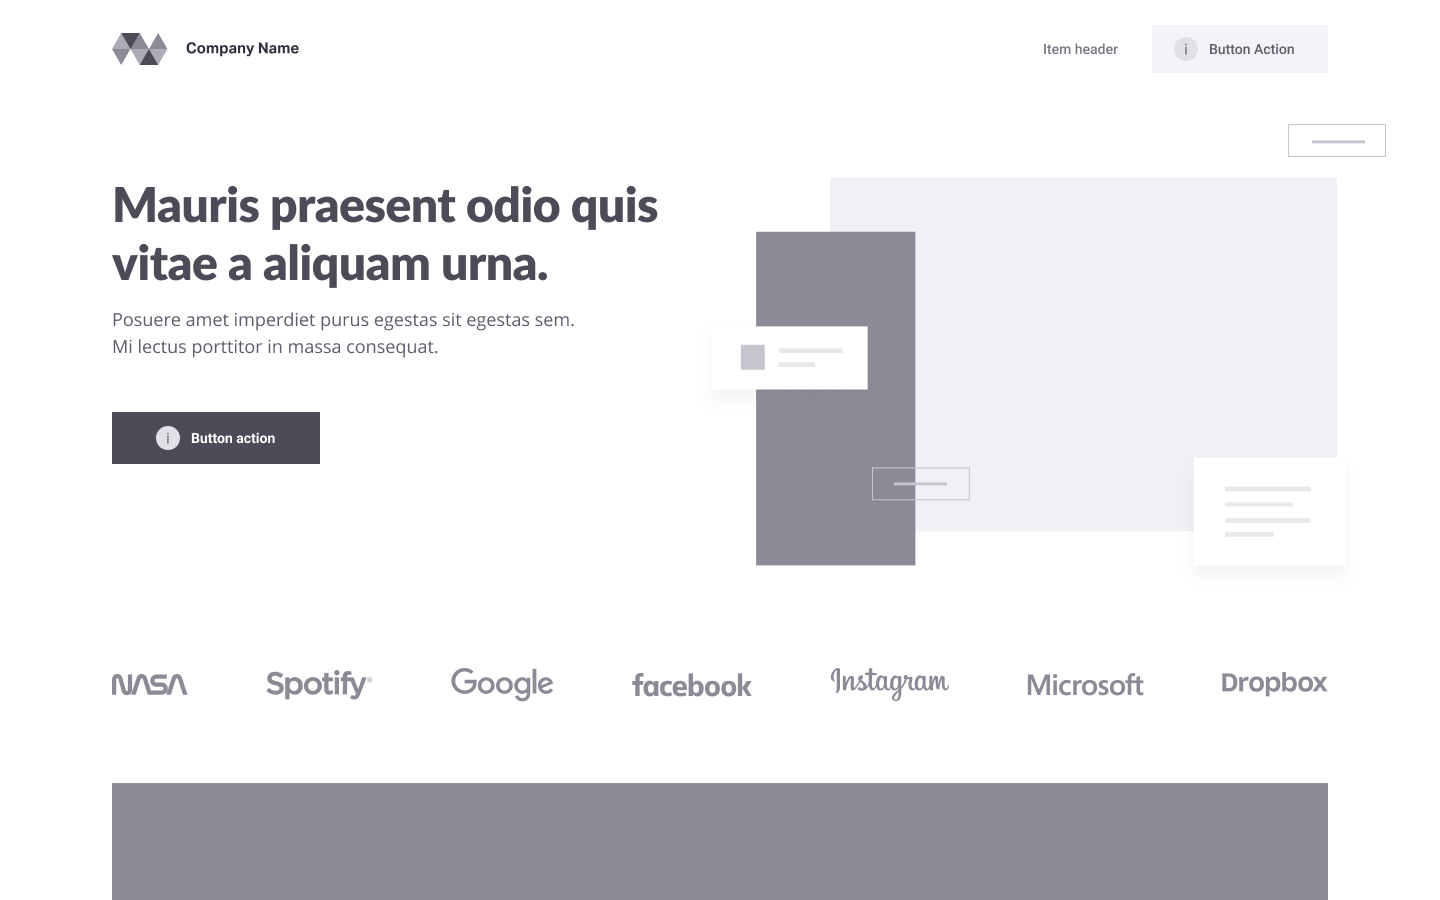 Company Name
Item header
i Button Action
Mauris praesent odio quis
vitae a aliquam urna.
Posuere amet imperdiet purus egestas sit egestas sem.
Mi lectus porttitor in massa consequat.
i Button action
NASA Spotify® Google facebook Instagram Microsoft Dropbox